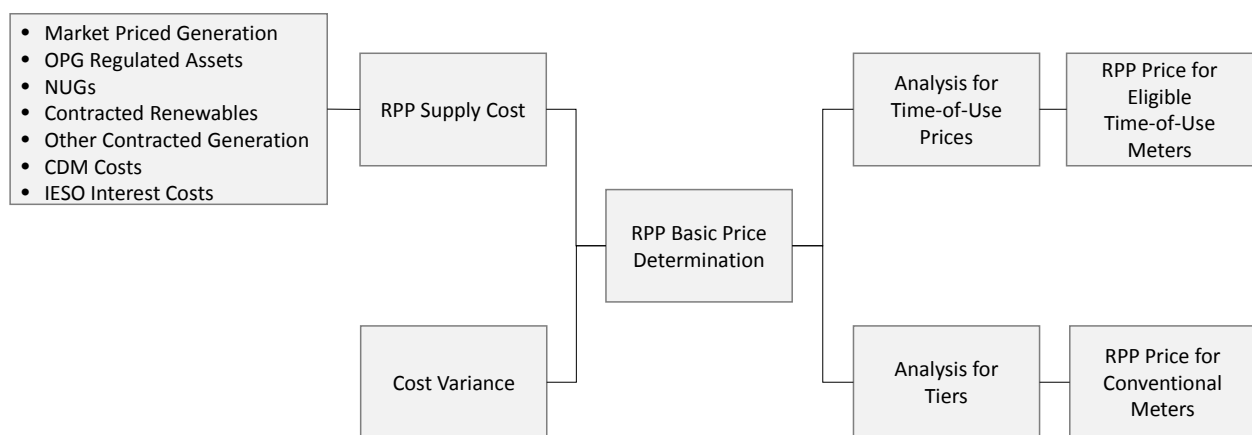 • Market Priced Generation
• OPG Regulated Assets
• NUGs
• Contracted Renewables
• Other Contracted Generation
• CDM Costs
• IESO Interest Costs
RPP Supply Cost
Cost Variance
RPP Basic Price
Determination
Analysis for
Time-of-Use
Prices
RPP Price for
Eligible
Time-of-Use
Meters
Analysis for
Tiers
RPP Price for
Conventional
Meters